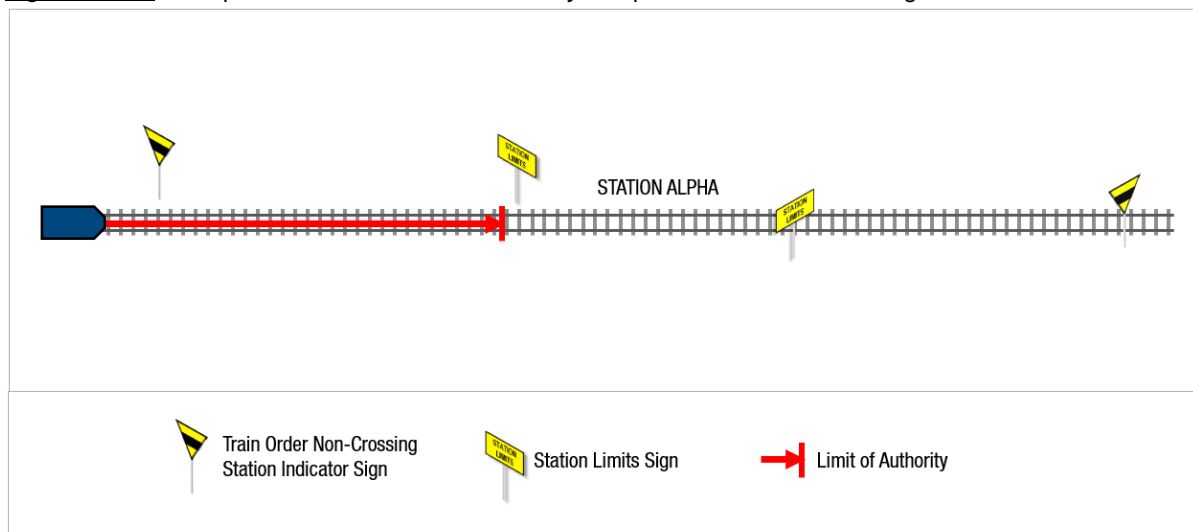 STATION
LIMITS
STATION ALPHA
STATION
LIMITS
Train Order Non-Crossing
Station Indicator Sign
STATION
LIMITS
Station Limits Sign
Limit of Authority